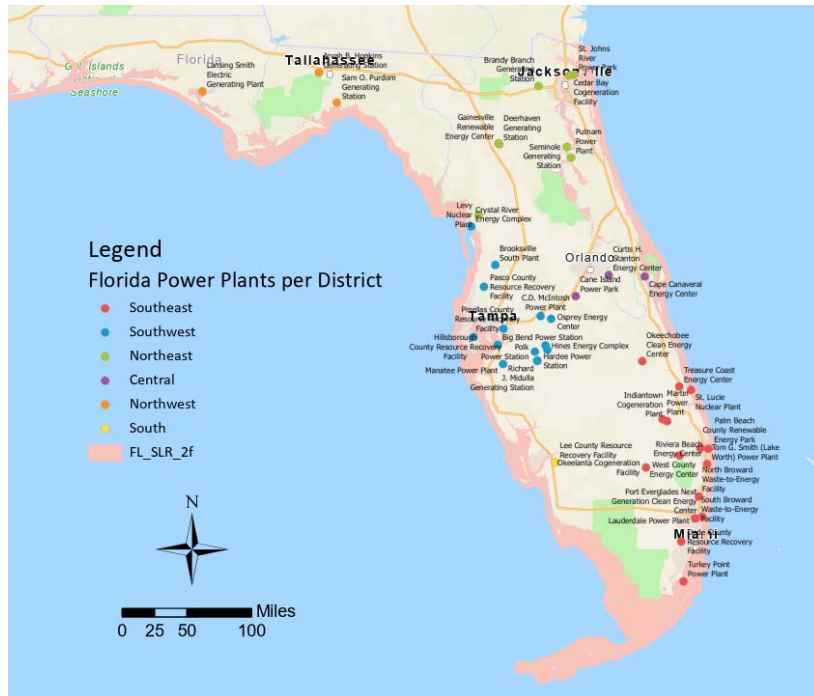 Florida
Tallahassee
Arvah B. Hopkins
Generating Station
Lansing Smith
Electric
Generating Plant
Sam O. Purdom
Generating
Station
Seashore
Brandy Branch
Generating
Station
St. Johns
River
Power Park
Cedar Bay
Cogeneration
Facility
Gainesville
Renewable
Energy Center
Deerhaven
Generating
Station
Seminole
Generating
Station
Putnam
Power
Plant
Levy
Nuclear
Plant
Crystal River
Energy Complex
Brooksville
South Plant
Orlando
Curtis H.
Stanton
Energy Center
Cane Island
Power Park
Cape Canaveral
Energy Center
Pasco County
Resource Recovery
Facility
C.D. McIntosh
Power Plant
Pinellas County
Resource Recovery
Facility
Tampa
Osprey Energy
Center
Hillsborough
County Resource Recovery
Facility
Big Bend Power Station
Polk
Power Station
Hines Energy Complex
Hardee Power
Station
Manatee Power Plant
Richard
J. Midulla
Generating Station
Okeechobee
Clean Energy
Center
Treasure Coast
Energy Center
St. Lucie
Nuclear Plant
Indiantown
Cogeneration
Plant
Martin
Power
Plant
Palm Beach
County Renewable
Energy Park
Riviera Beach
Energy Center
Tom G. Smith (Lake
Worth) Power Plant
Lee County Resource
Recovery Facility
Okeelanta Cogeneration Facility
West County
Energy Center
North Broward
Waste-to-Energy
Facility
Port Everglades Next
Generation Clean Energy
Center
South Broward
Waste-to-Energy
Facility
Lauderdale Power Plant
Miami
Resource Recovery
Facility
Turkey Point
Power Plant
Legend
Florida Power Plants per District
Southeast
Southwest
Northeast
Central
Northwest
South
FL_SLR_2f
N
Miles
0 25 50 100